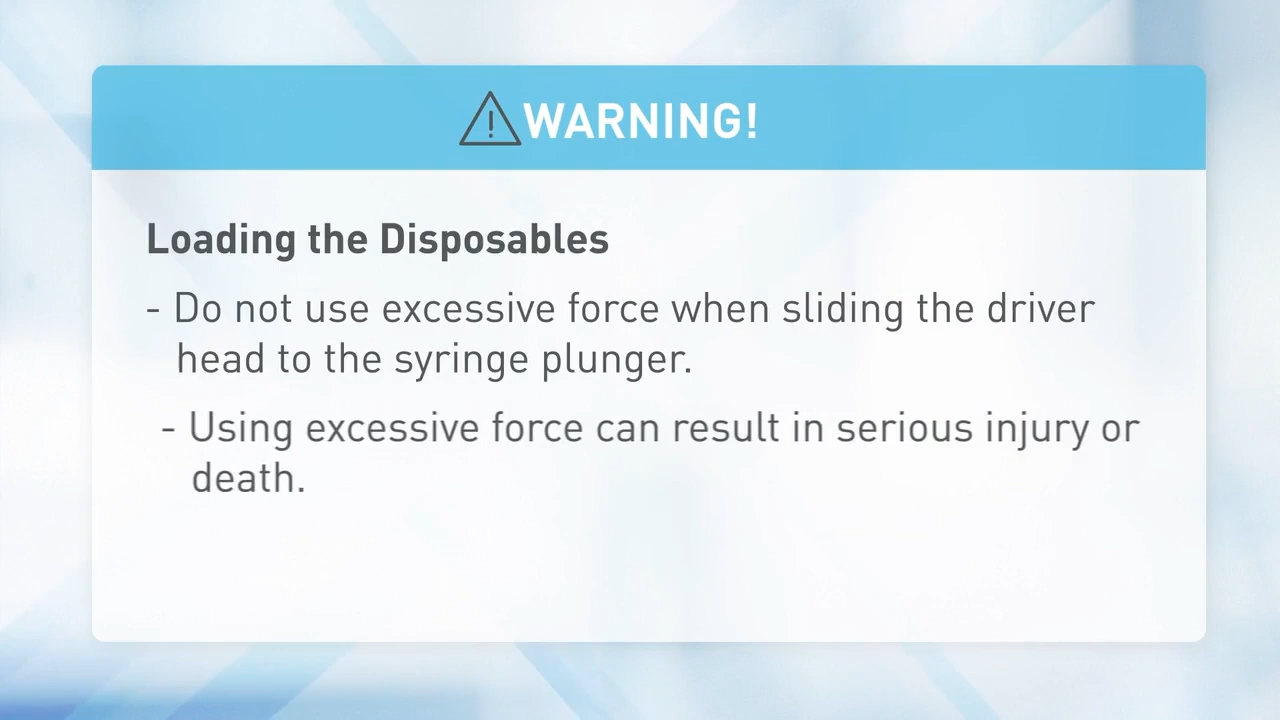 WARNING!
Loading the Disposables
- Do not use excessive force when sliding the driver
head to the syringe plunger.
- Using excessive force can result in serious injury or
death.